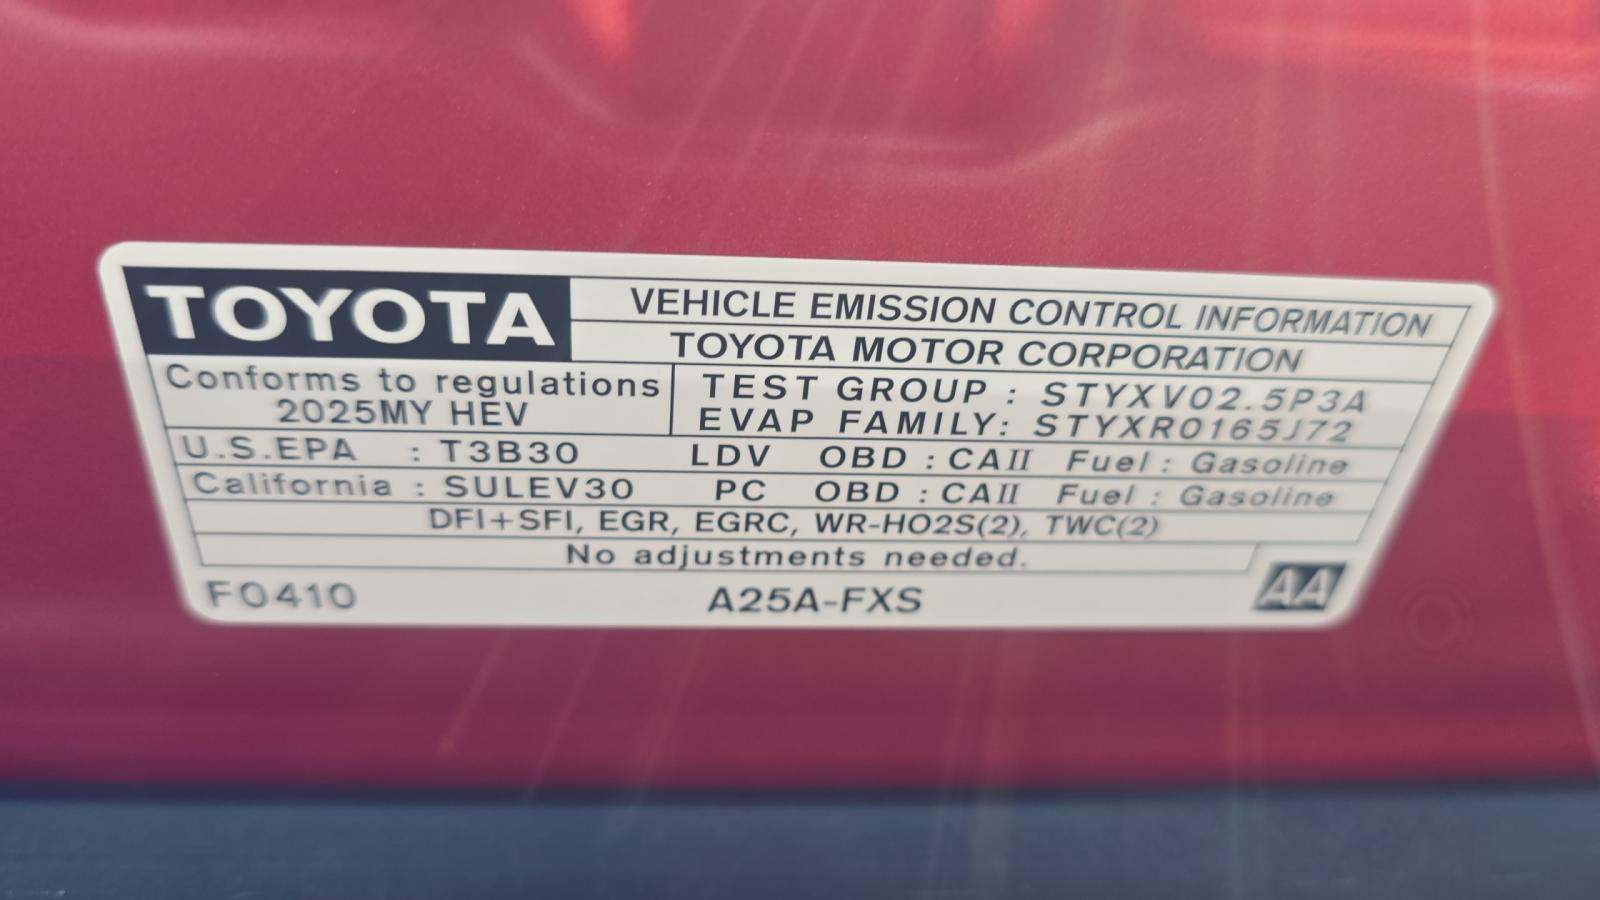 TOYOTA VEHICLE EMISSION CONTROL INFORMATION
TOYOTA MOTOR CORPORATION
Conforms to regulations
2025MY HEV
TEST GROUP : STYXV02.5P3A
EVAP FAMILY: STYXR0165J72
U.S.EPA : T3B30 LDV OBD : CAII Fuel : Gasoline
California : SULEV30 PC OBD : CAII Fuel : Gasoline
DFI+SFI, EGR, EGRC, WR-HO2S(2), TWC(2)
No adjustments needed.
F0410 A25A-FXS AA